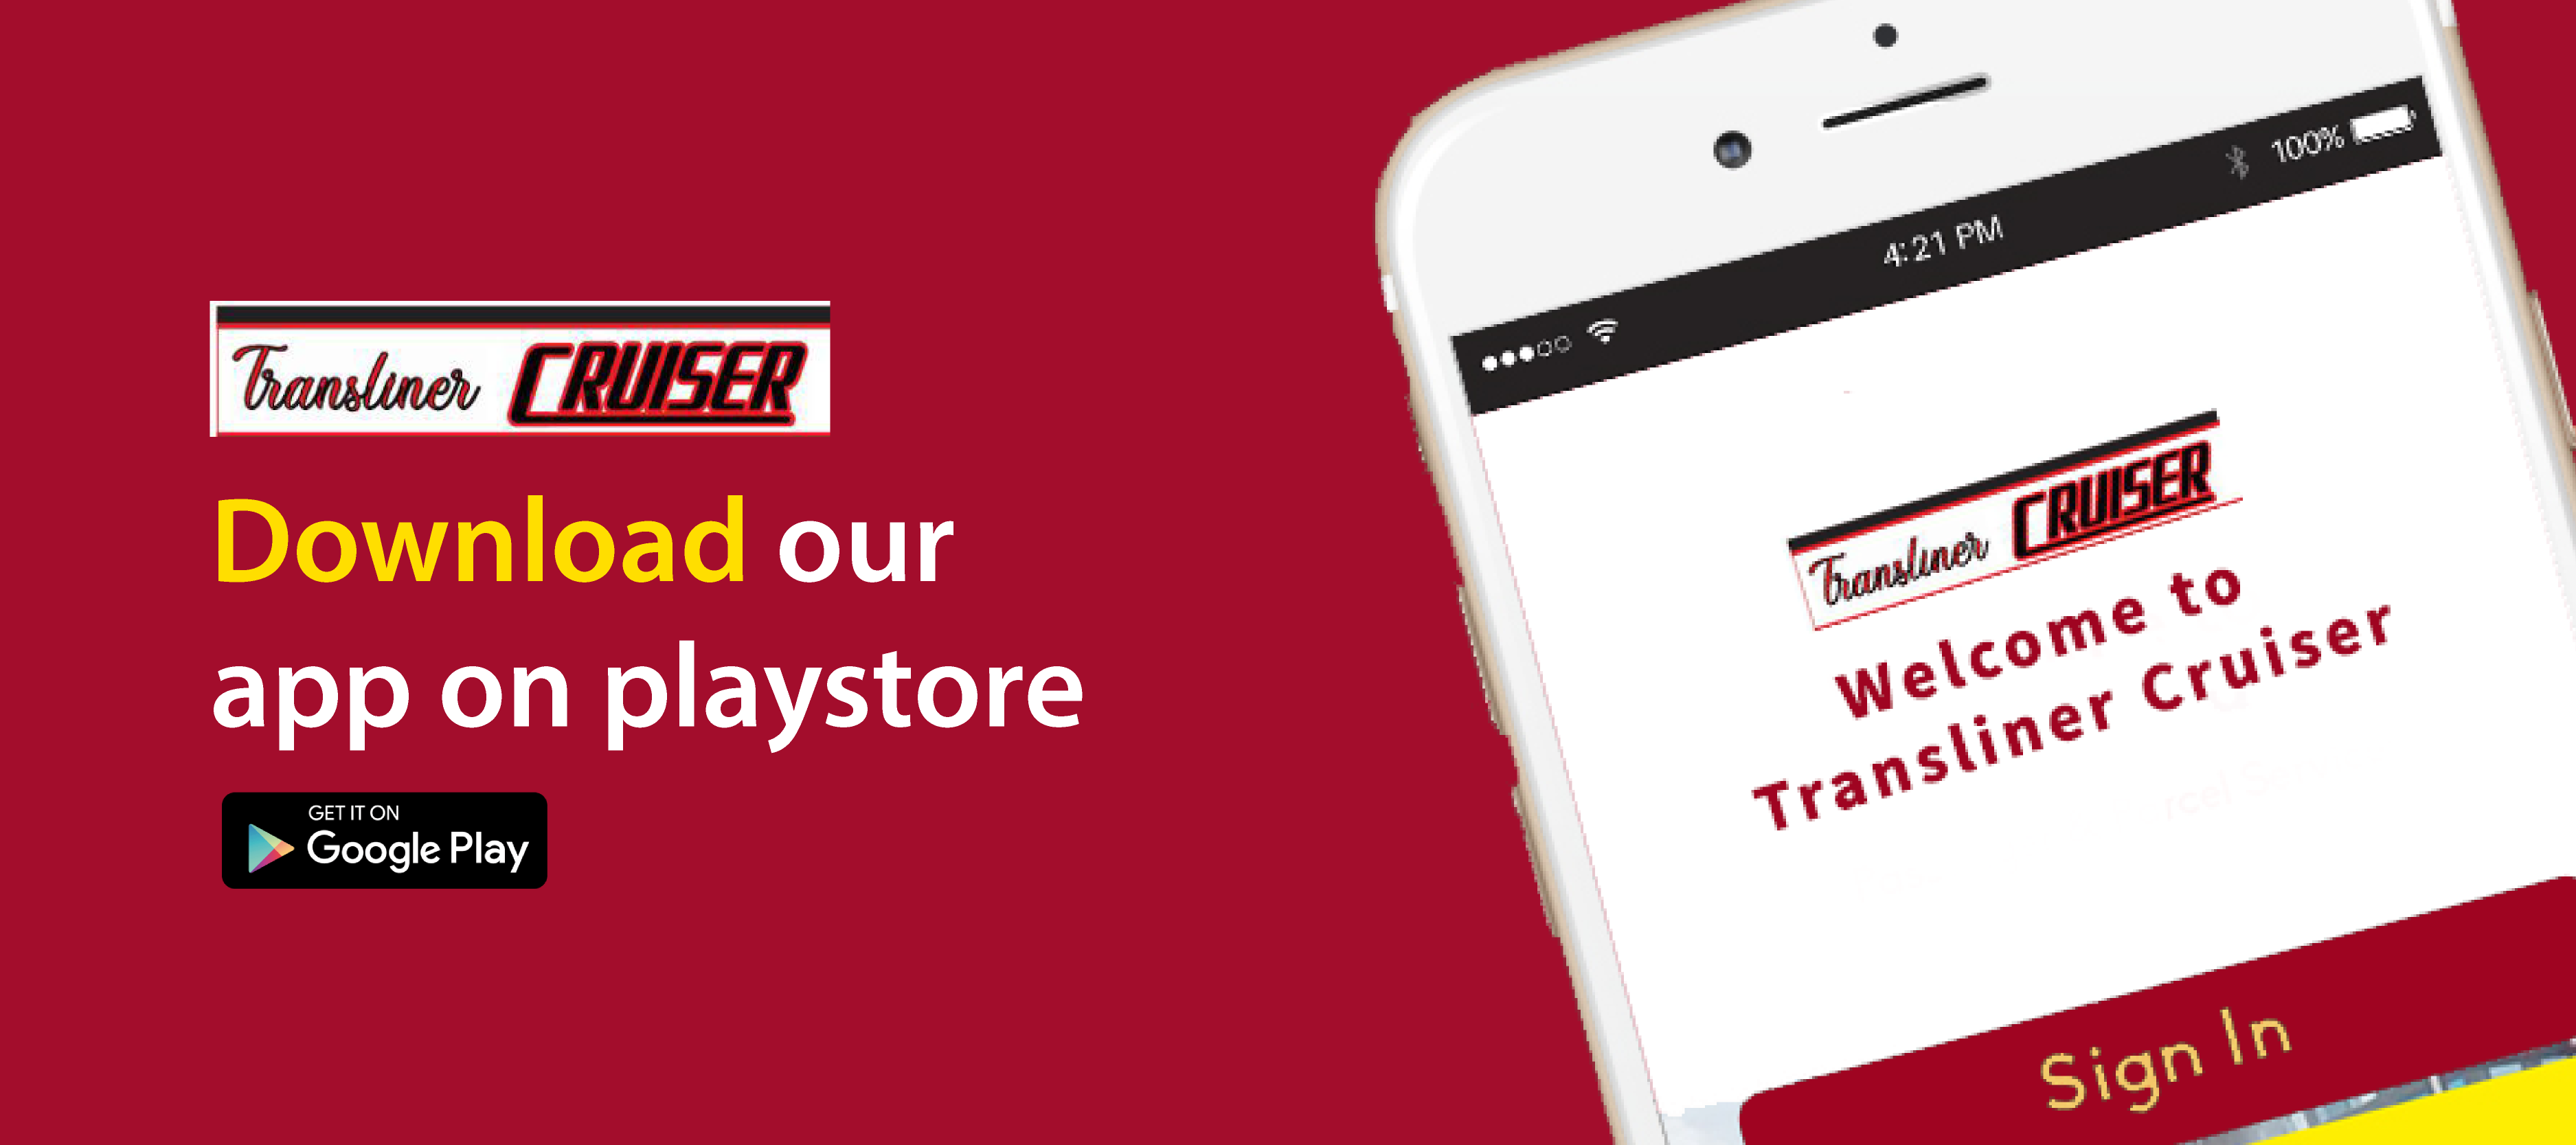 Transliner CRUISER
Download our
app on playstore
GET IT ON
Google Play
100%
4:21 PM
Transliner CRUISER
Welcome to
Transliner Cruiser
Sign In